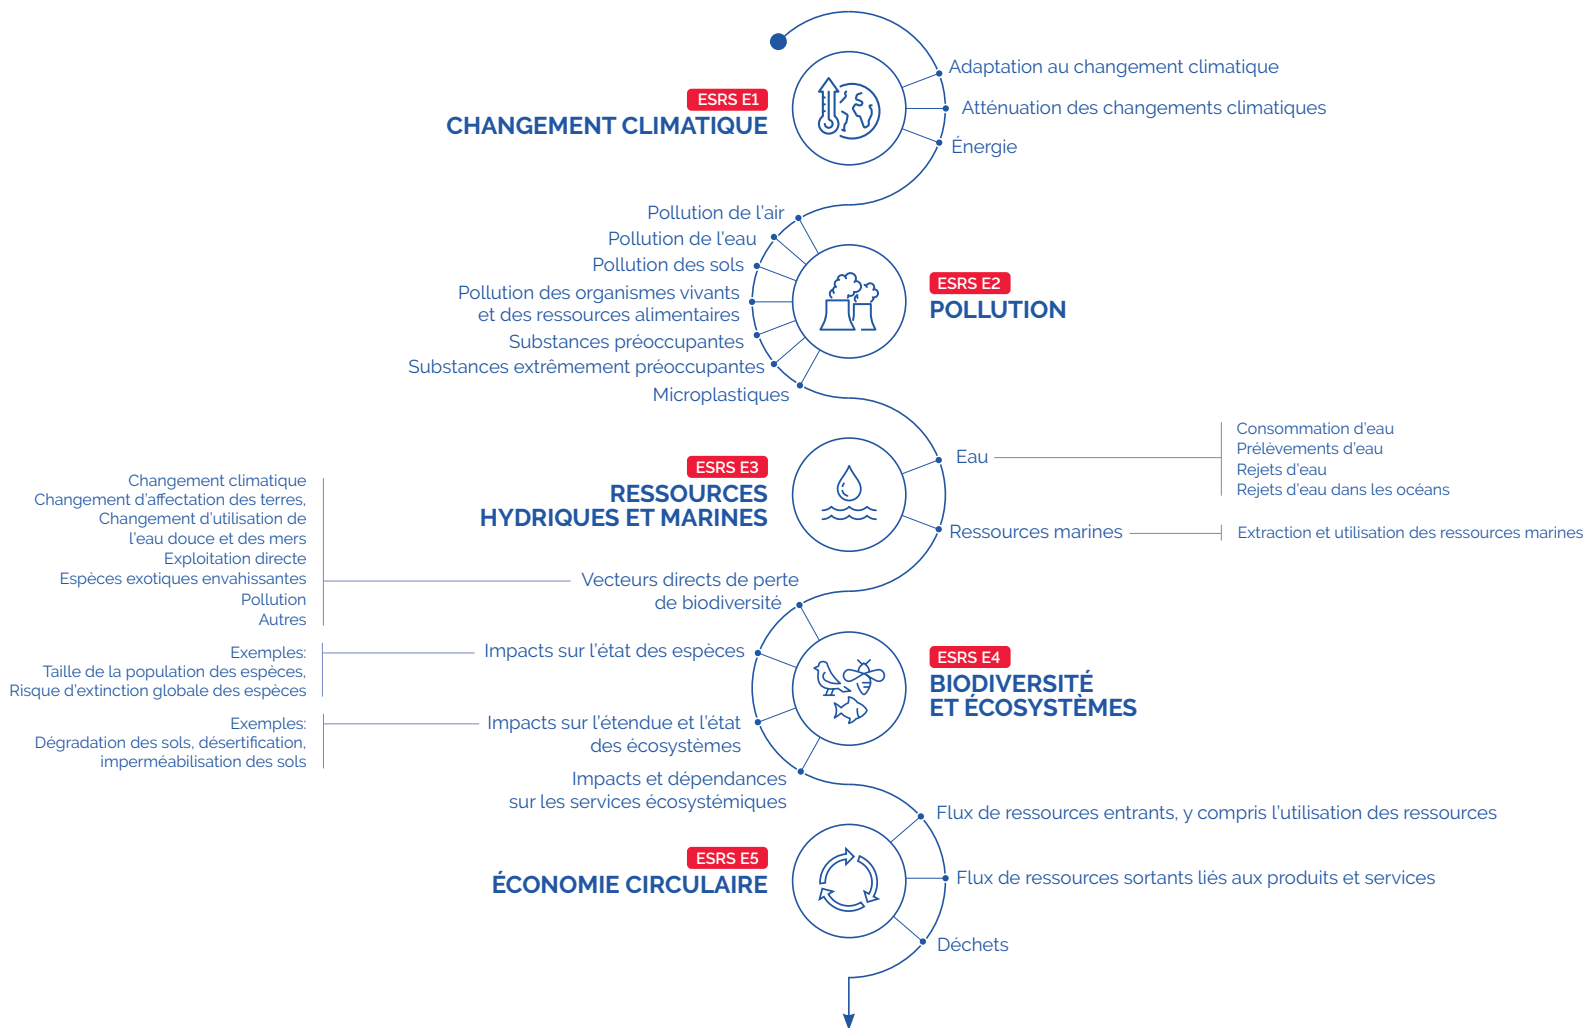 ESRS E1
CHANGEMENT CLIMATIQUE
Adaptation au changement climatique
Atténuation des changements climatiques
Énergie
Pollution de l'air
Pollution de l'eau
Pollution des sols
Pollution des organismes vivants
et des ressources alimentaires
Substances préoccupantes
Substances extrêmement préoccupantes
Microplastiques
ESRS E2
POLLUTION
ESRS E3
RESSOURCES
HYDRIQUES ET MARINES
Eau
Consommation d'eau
Prélèvements d'eau
Rejets d'eau
Rejets d'eau dans les océans
Ressources marines
Extraction et utilisation des ressources marines
Changement climatique
Changement d'affectation des terres,
Changement d'utilisation de
l'eau douce et des mers
Exploitation directe
Espèces exotiques envahissantes
Pollution
Autres
Vecteurs directs de perte
de biodiversité
Exemples:
Taille de la population des espèces,
Risque d'extinction globale des espèces
Impacts sur l'état des espèces
Exemples:
Dégradation des sols, désertification,
imperméabilisation des sols
Impacts sur l'étendue et l'état
des écosystèmes
Impacts et dépendances
sur les services écosystémiques
ESRS E4
BIODIVERSITÉ
ET ÉCOSYSTÈMES
ESRS E5
ÉCONOMIE CIRCULAIRE
Flux de ressources entrants, y compris l'utilisation des ressources
Flux de ressources sortants liés aux produits et services
Déchets